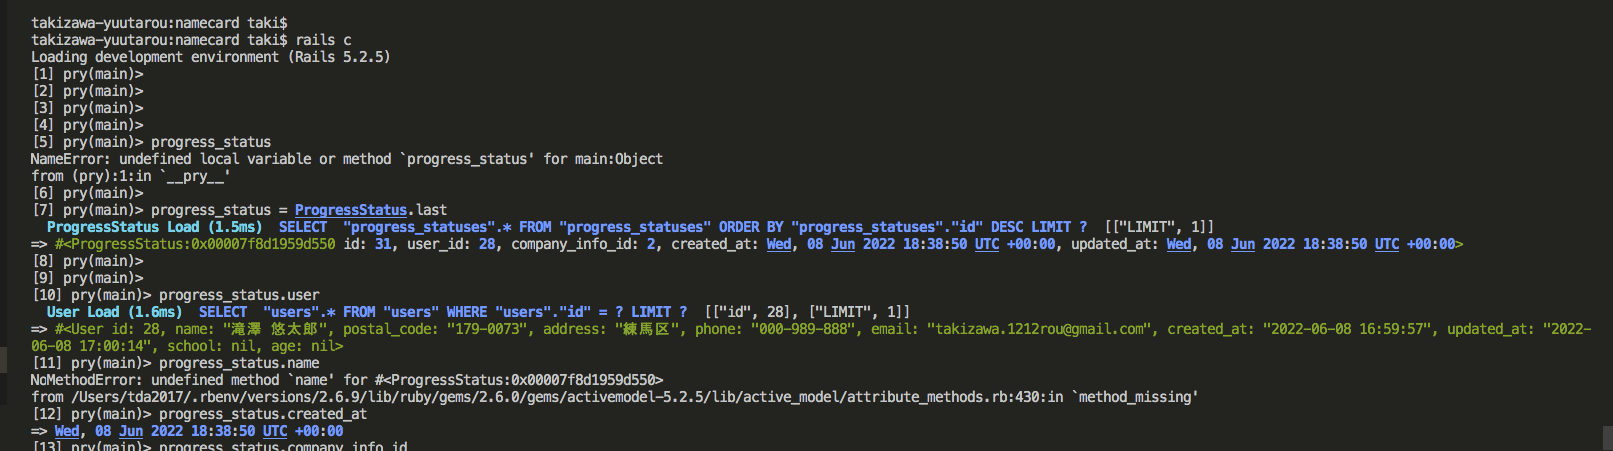 takizawa-yuutarou:namecard taki$
takizawa-yuutarou:namecard taki$ rails c
Loading development environment (Rails 5.2.5)
[1] pry(main)>
[2] pry(main)>
[3] pry(main)>
[4] pry(main)>
[5] pry(main)> progress_status
NameError: undefined local variable or method `progress_status' for main:Object
from (pry):1:in `__pry__'
[6] pry(main)>
[7] pry(main)> progress_status = ProgressStatus.last
  ProgressStatus Load (1.5ms)  SELECT  "progress_statuses".* FROM "progress_statuses" ORDER BY "progress_statuses"."id" DESC LIMIT ?  [["LIMIT", 1]]
=> #<ProgressStatus:0x00007f8d1959d550 id: 31, user_id: 28, company_info_id: 2, created_at: Wed, 08 Jun 2022 18:38:50 UTC +00:00, updated_at: Wed, 08 Jun 2022 18:38:50 UTC +00:00>
[8] pry(main)>
[9] pry(main)>
[10] pry(main)> progress_status.user
  User Load (1.6ms)  SELECT  "users".* FROM "users" WHERE "users"."id" = ? LIMIT ?  [["id", 28], ["LIMIT", 1]]
=> #<User id: 28, name: "滝澤 悠太郎", postal_code: "179-0073", address: "練馬区", phone: "000-989-888", email: "takizawa.1212rou@gmail.com", created_at: "2022-06-08 16:59:57", updated_at: "2022-
06-08 17:00:14", school: nil, age: nil>
[11] pry(main)> progress_status.name
NoMethodError: undefined method `name' for #<ProgressStatus:0x00007f8d1959d550>
from /Users/tda2017/.rbenv/versions/2.6.9/lib/ruby/gems/2.6.0/gems/activemodel-5.2.5/lib/active_model/attribute_methods.rb:430:in `method_missing'
[12] pry(main)> progress_status.created_at
=> Wed, 08 Jun 2022 18:38:50 UTC +00:00
[13] pry(main)> progress_status.company_info_id